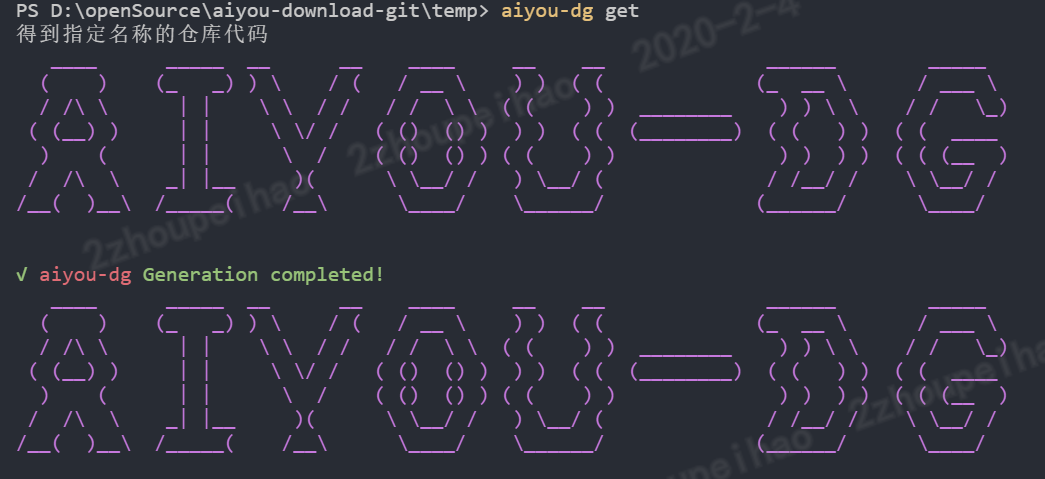 PS D:\openSource\aiyou-download-git\temp> aiyou-dg get
得到指定名称的仓库代码
AIYOU-DG
√ aiyou-dg Generation completed!
AIYOU-DG
2zhoupeihao 2020-2-4
2zhoupeihao
2zhoupeihao